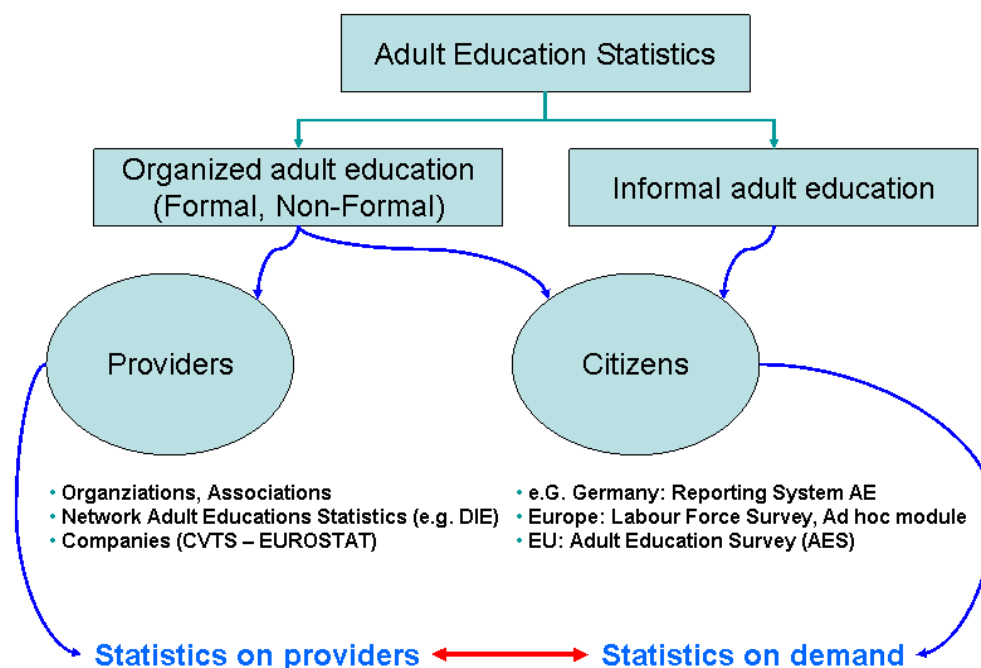 Adult Education Statistics
Organized adult education
(Formal, Non-Formal)
Informal adult education
Providers
Citizens
• Organziations, Associations
• Network Adult Educations Statistics (e.g. DIE)
• Companies (CVTS – EUROSTAT)
• e.G. Germany: Reporting System AE
• Europe: Labour Force Survey, Ad hoc module
• EU: Adult Education Survey (AES)
Statistics on providers
Statistics on demand